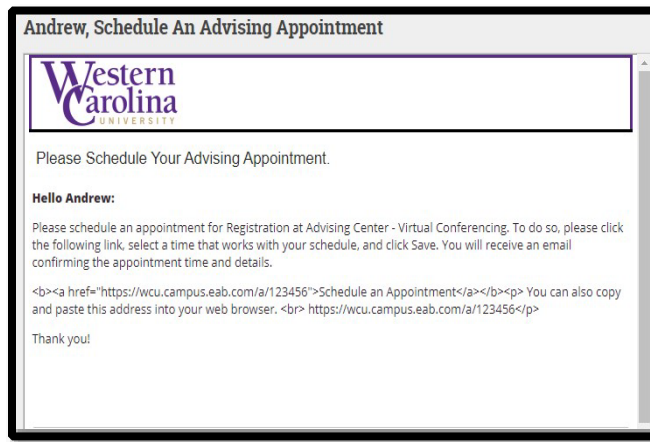 Andrew, Schedule An Advising Appointment
Western
Carolina
UNIVERSITY
Please Schedule Your Advising Appointment.
Hello Andrew:
Please schedule an appointment for Registration at Advising Center - Virtual Conferencing. To do so, please click
the following link, select a time that works with your schedule, and click Save. You will receive an email
confirming the appointment time and details.
<b><a href="https://wcu.campus.eab.com/a/123456">Schedule an Appointment</a></b><p> You can also copy
and paste this address into your web browser. <br> https://wcu.campus.eab.com/a/123456</p>
Thank you!